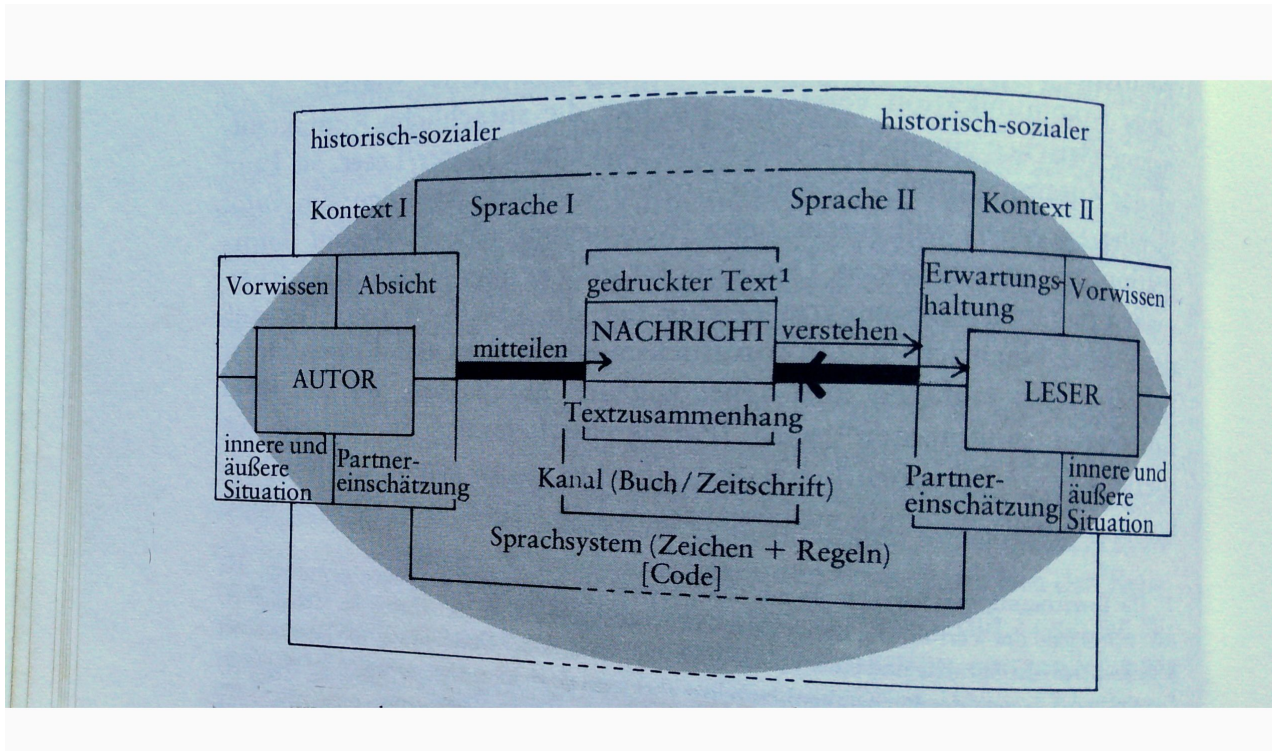 historisch-sozialer
historisch-sozialer
Kontext I
Sprache I
Sprache II
Kontext II
Vorwissen
Absicht
gedruckter Text¹
Erwartungs-
haltung
Vorwissen
mitteilen
NACHRICHT
verstehen
AUTOR
LESER
Textzusammenhang
innere und
äußere
Situation
Partner-
einschätzung
Kanal (Buch/Zeitschrift)
Partner-
einschätzung
innere und
äußere
Situation
Sprachsystem (Zeichen + Regeln)
[Code]